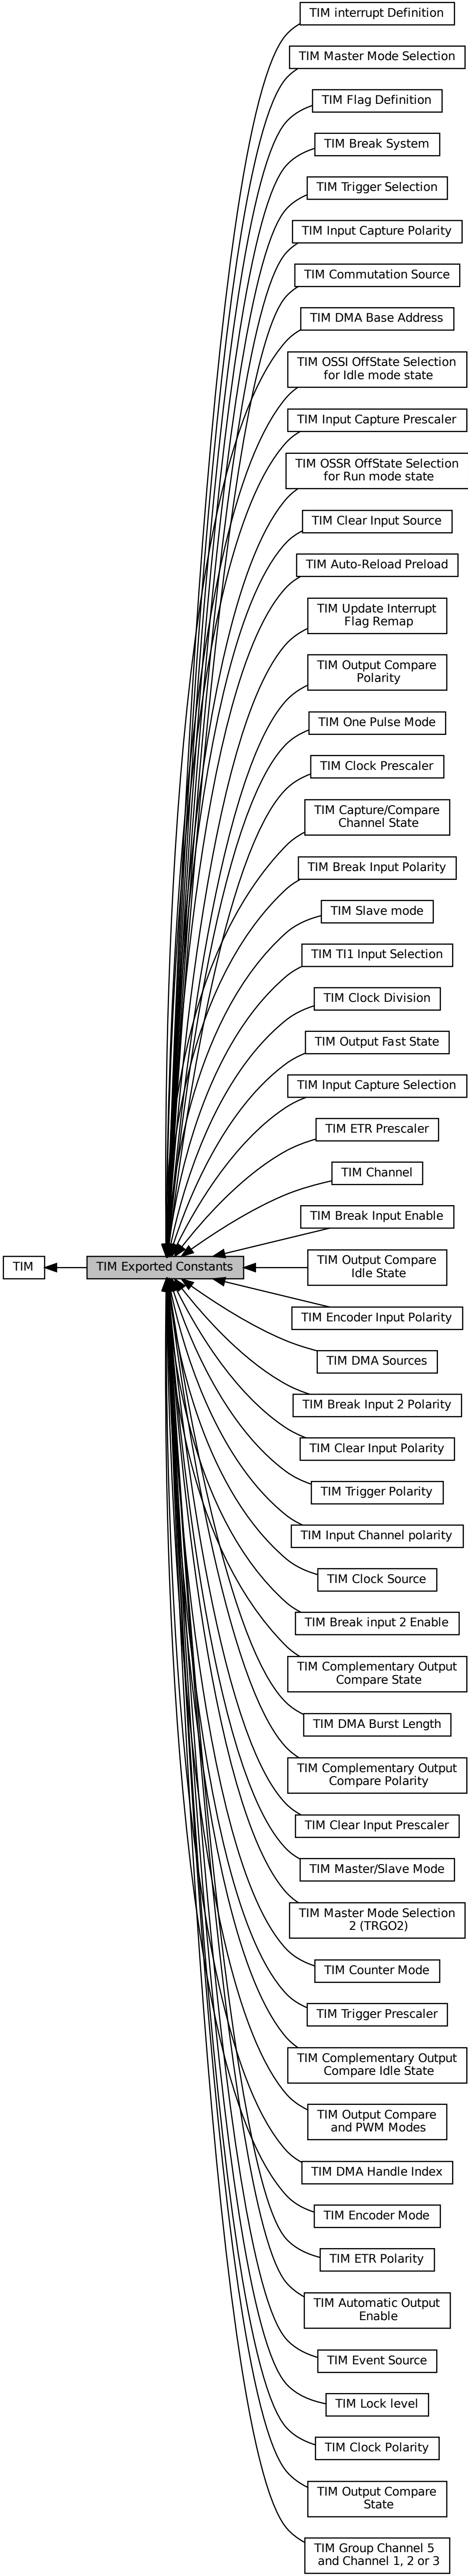 TIM interrupt Definition
TIM Master Mode Selection
TIM Flag Definition
TIM Break System
TIM Trigger Selection
TIM Input Capture Polarity
TIM Commutation Source
TIM DMA Base Address
TIM OSSI OffState Selection
for Idle mode state
TIM Input Capture Prescaler
TIM OSSR OffState Selection
for Run mode state
TIM Clear Input Source
TIM Auto-Reload Preload
TIM Update Interrupt
Flag Remap
TIM Output Compare
Polarity
TIM One Pulse Mode
TIM Clock Prescaler
TIM Capture/Compare
Channel State
TIM Break Input Polarity
TIM Slave mode
TIM TI1 Input Selection
TIM Clock Division
TIM Output Fast State
TIM Input Capture Selection
TIM ETR Prescaler
TIM Channel
TIM Break Input Enable
TIM
TIM Exported Constants
TIM Output Compare
Idle State
TIM Encoder Input Polarity
TIM DMA Sources
TIM Break Input 2 Polarity
TIM Clear Input Polarity
TIM Trigger Polarity
TIM Input Channel polarity
TIM Clock Source
TIM Break input 2 Enable
TIM Complementary Output
Compare State
TIM DMA Burst Length
TIM Complementary Output
Compare Polarity
TIM Clear Input Prescaler
TIM Master/Slave Mode
TIM Master Mode Selection
2 (TRGO2)
TIM Counter Mode
TIM Trigger Prescaler
TIM Complementary Output
Compare Idle State
TIM Output Compare
and PWM Modes
TIM DMA Handle Index
TIM Encoder Mode
TIM ETR Polarity
TIM Automatic Output
Enable
TIM Event Source
TIM Lock level
TIM Clock Polarity
TIM Output Compare
State
TIM Group Channel 5
and Channel 1, 2 or 3